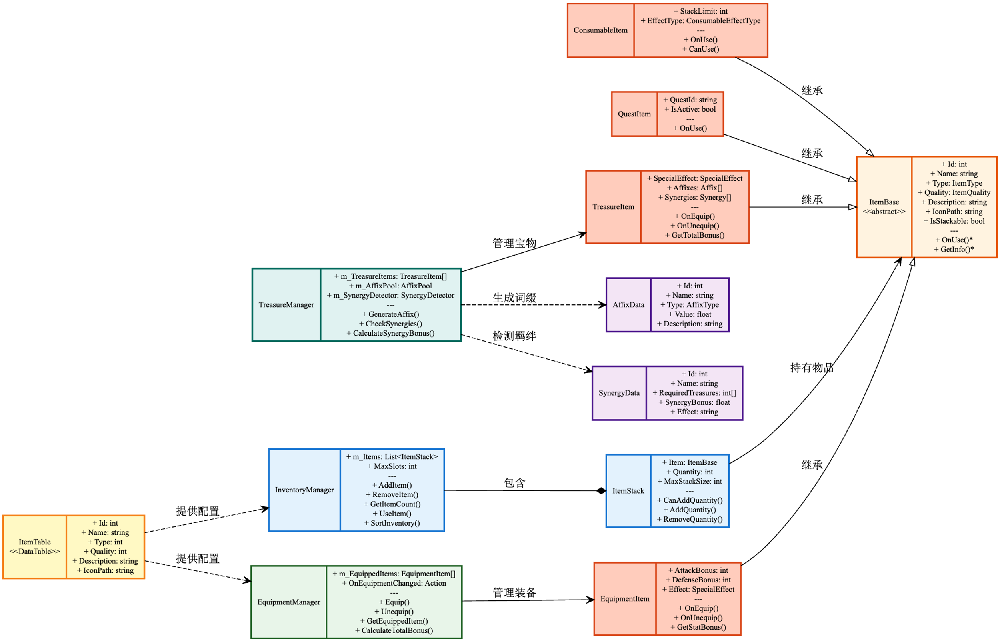 ConsumableItem
+ StackLimit: int
+ EffectType: ConsumableEffectType
---
+ OnUse()
+ CanUse()
继承
QuestItem
+ QuestId: string
+ IsActive: bool
---
+ OnUse()
继承
TreasureItem
+ SpecialEffect: SpecialEffect
+ Affixes: Affix[]
+ Synergies: Synergy[]
---
+ OnEquip()
+ OnUnequip()
+ GetTotalBonus()
继承
ItemBase
<<abstract>>
+ Id: int
+ Name: string
+ Type: ItemType
+ Quality: ItemQuality
+ Description: string
+ IconPath: string
+ IsStackable: bool
---
+ OnUse()*
+ GetInfo()*
管理宝物
TreasureManager
+ m_TreasureItems: TreasureItem[]
+ m_AffixPool: AffixPool
+ m_SynergyDetector: SynergyDetector
---
+ GenerateAffix()
+ CheckSynergies()
+ CalculateSynergyBonus()
生成词缀
AffixData
+ Id: int
+ Name: string
+ Type: AffixType
+ Value: float
+ Description: string
检测羁绊
SynergyData
+ Id: int
+ Name: string
+ RequiredTreasures: int[]
+ SynergyBonus: float
+ Effect: string
持有物品
InventoryManager
+ m_Items: List<ItemStack>
+ MaxSlots: int
---
+ AddItem()
+ RemoveItem()
+ GetItemCount()
+ UseItem()
+ SortInventory()
包含
ItemStack
+ Item: ItemBase
+ Quantity: int
+ MaxStackSize: int
---
+ CanAddQuantity()
+ AddQuantity()
+ RemoveQuantity()
继承
提供配置
ItemTable
<<DataTable>>
+ Id: int
+ Name: string
+ Type: int
+ Quality: int
+ Description: string
+ IconPath: string
提供配置
EquipmentManager
+ m_EquippedItems: EquipmentItem[]
+ OnEquipmentChanged: Action
---
+ Equip()
+ Unequip()
+ GetEquippedItem()
+ CalculateTotalBonus()
管理装备
EquipmentItem
+ AttackBonus: int
+ DefenseBonus: int
+ Effect: SpecialEffect
---
+ OnEquip()
+ OnUnequip()
+ GetStatBonus()